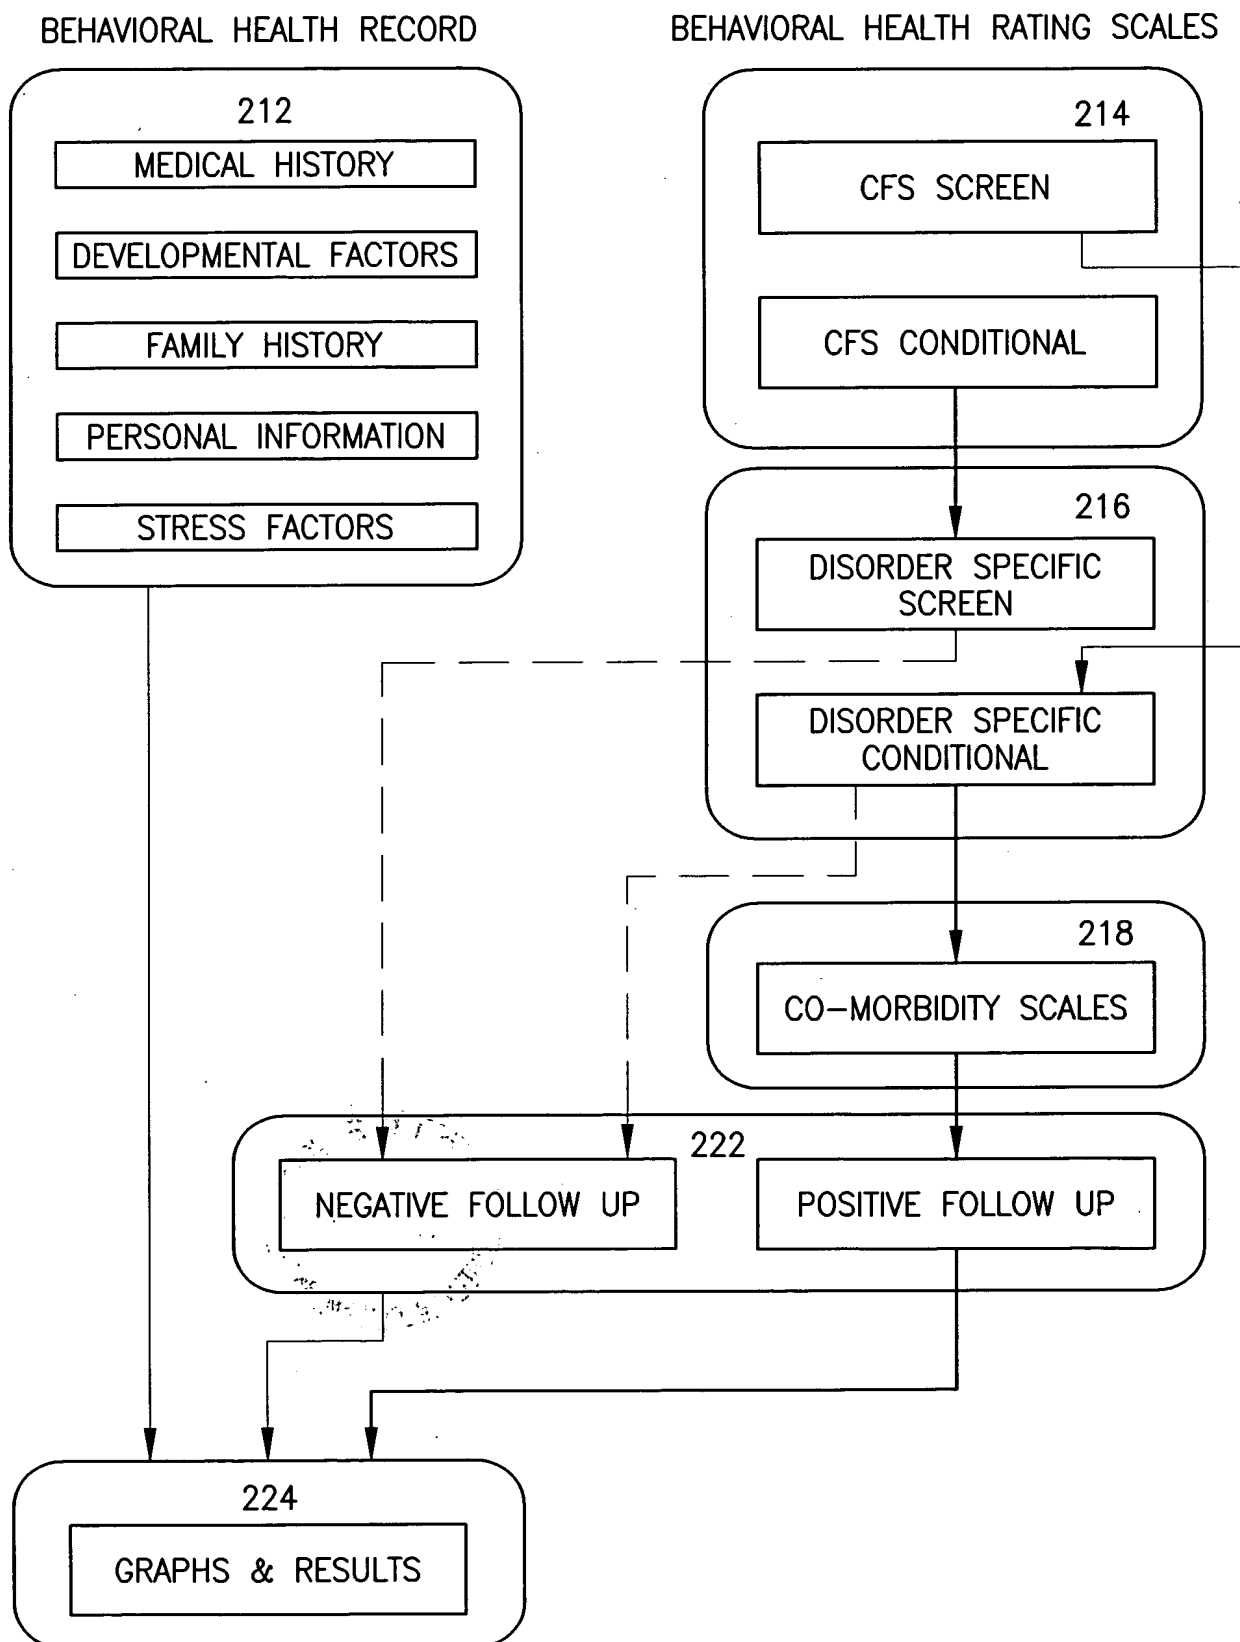 BEHAVIORAL HEALTH RECORD
212
MEDICAL HISTORY
DEVELOPMENTAL FACTORS
FAMILY HISTORY
PERSONAL INFORMATION
STRESS FACTORS
BEHAVIORAL HEALTH RATING SCALES
214
CFS SCREEN
CFS CONDITIONAL
216
DISORDER SPECIFIC
SCREEN
DISORDER SPECIFIC
CONDITIONAL
218
CO-MORBIDITY SCALES
222
NEGATIVE FOLLOW UP
POSITIVE FOLLOW UP
224
GRAPHS & RESULTS